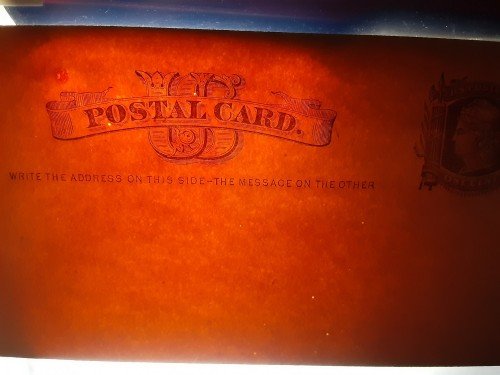 U S
POSTAL CARD.
WRITE THE ADDRESS ON THIS SIDE-THE MESSAGE ON THE OTHER